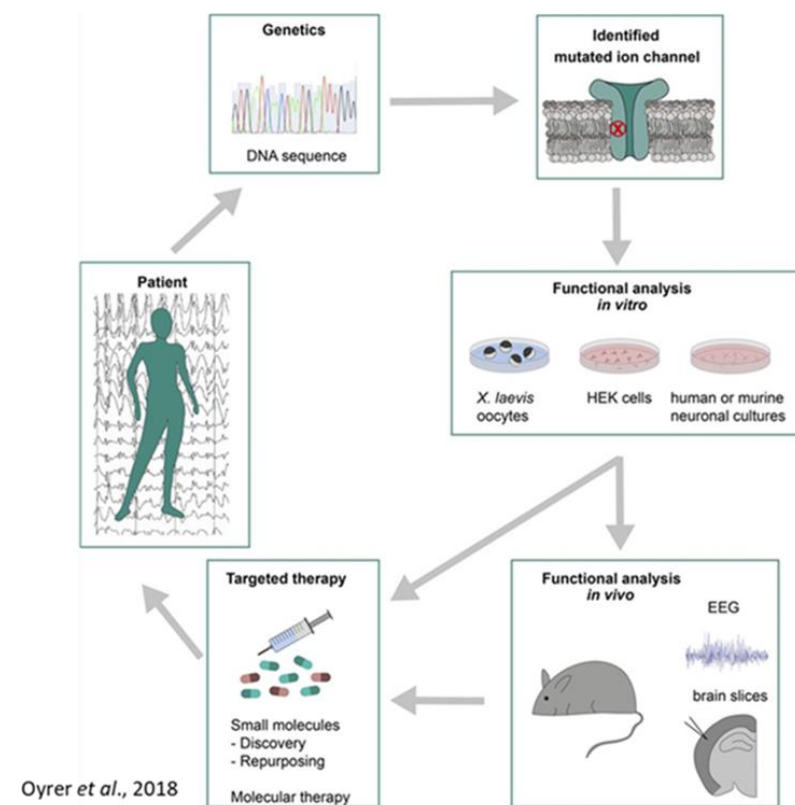 Genetics
DNA sequence
Identified
mutated ion channel
Patient
Functional analysis
in vitro
X. laevis
oocytes
HEK cells
human or murine
neuronal cultures
Targeted therapy
Small molecules
- Discovery
- Repurposing
Molecular therapy
Functional analysis
in vivo
EEG
brain slices
Oyrer et al., 2018